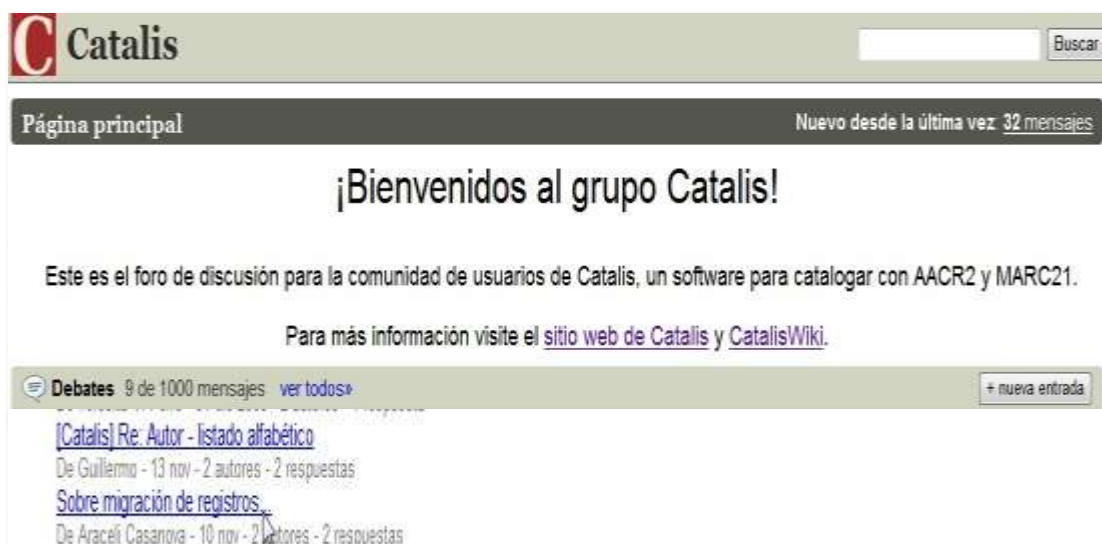 C Catalis
Buscar
Página principal
Nuevo desde la última vez: 32 mensajes
¡Bienvenidos al grupo Catalis!
Este es el foro de discusión para la comunidad de usuarios de Catalis, un software para catalogar con AACR2 y MARC21.
Para más información visite el sitio web de Catalis y CatalisWiki.
Debates 9 de 1000 mensajes ver todos»
+ nueva entrada
[Catalis] Re: Autor - listado alfabético
De Guillermo - 13 nov - 2 autores - 2 respuestas
Sobre migración de registros...
De Araceli Casanova - 10 nov - 2 autores - 2 respuestas